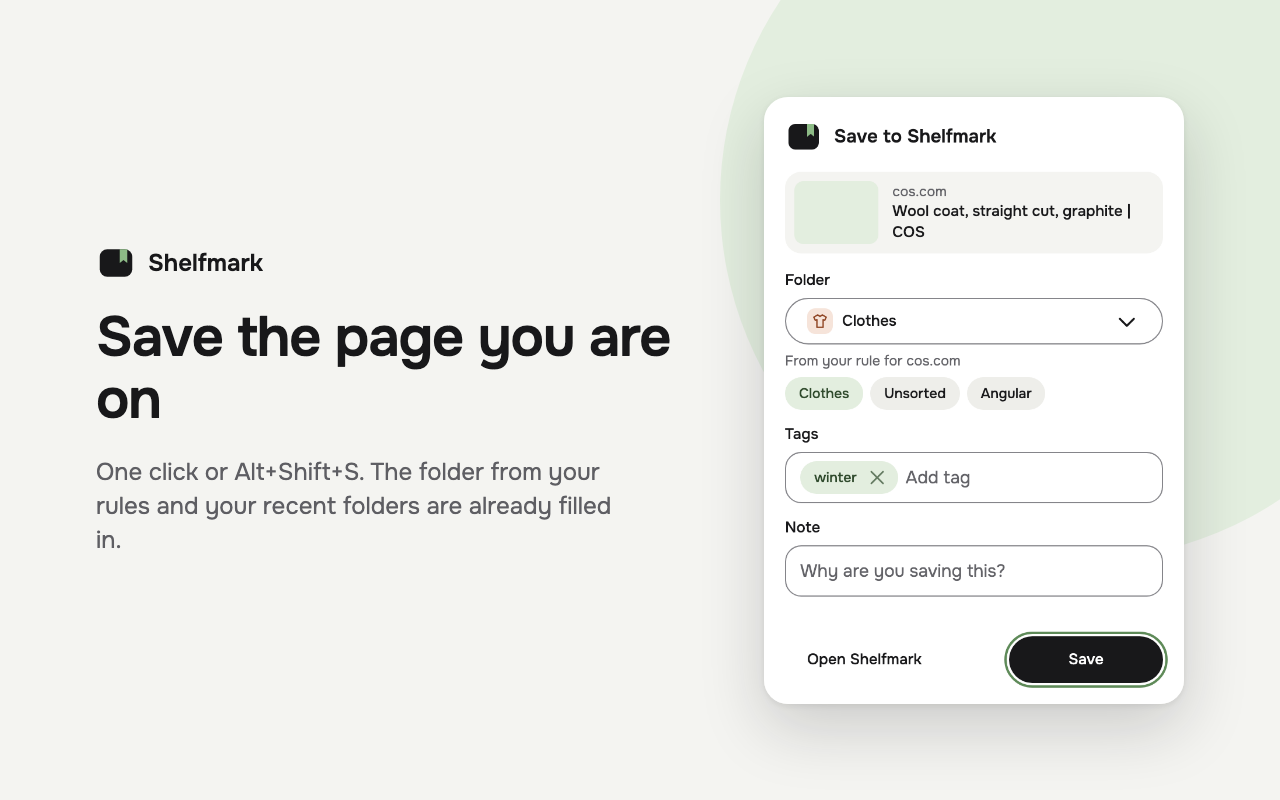 Shelfmark
Save the page you are
on
One click or Alt+Shift+S. The folder from your
rules and your recent folders are already filled
in.
Save to Shelfmark
cos.com
Wool coat, straight cut, graphite |
COS
Folder
Clothes
From your rule for cos.com
Clothes Unsorted Angular
Tags
winter Add tag
Note
Why are you saving this?
Open Shelfmark Save